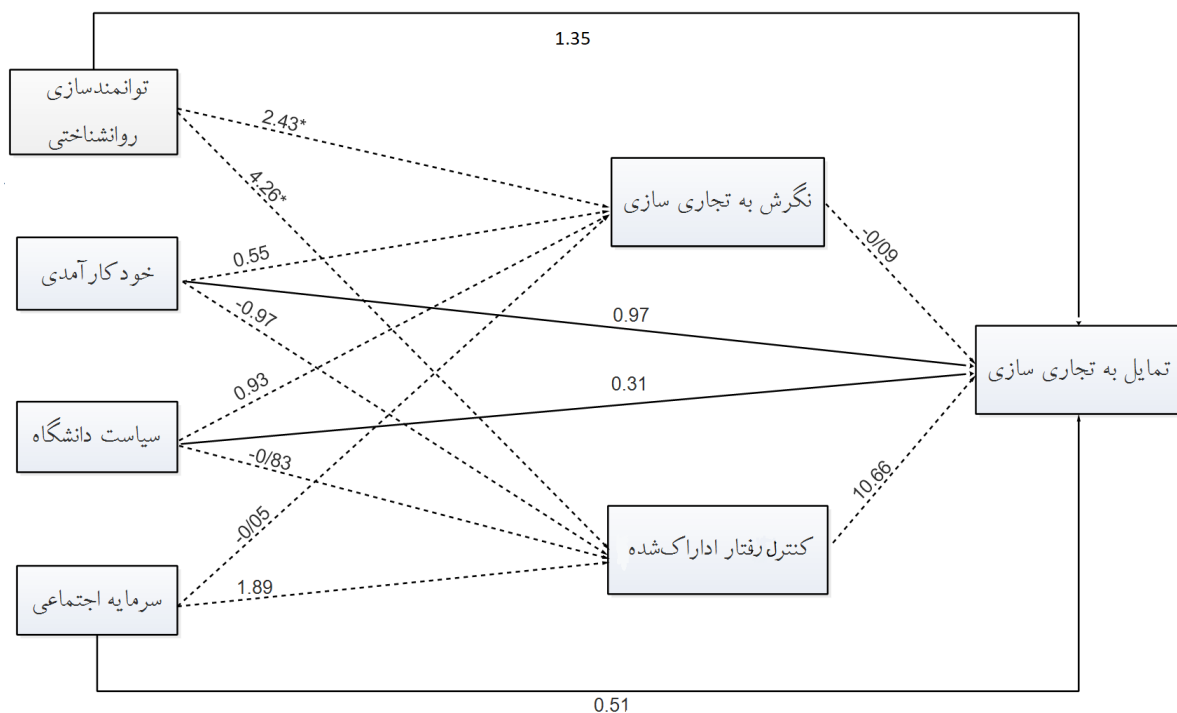 1.35
توانمندسازی
روانشناختی
2.43*
4.26*
نگرش به تجاری سازی
-0/09
خودکارآمدی
0.55
-0.97
0.97
تمایل به تجاری سازی
0.93
0.31
سیاست دانشگاه
-0/83
10.66
-0/05
کنترل رفتار اداراک‌شده
سرمایه اجتماعی
1.89
0.51